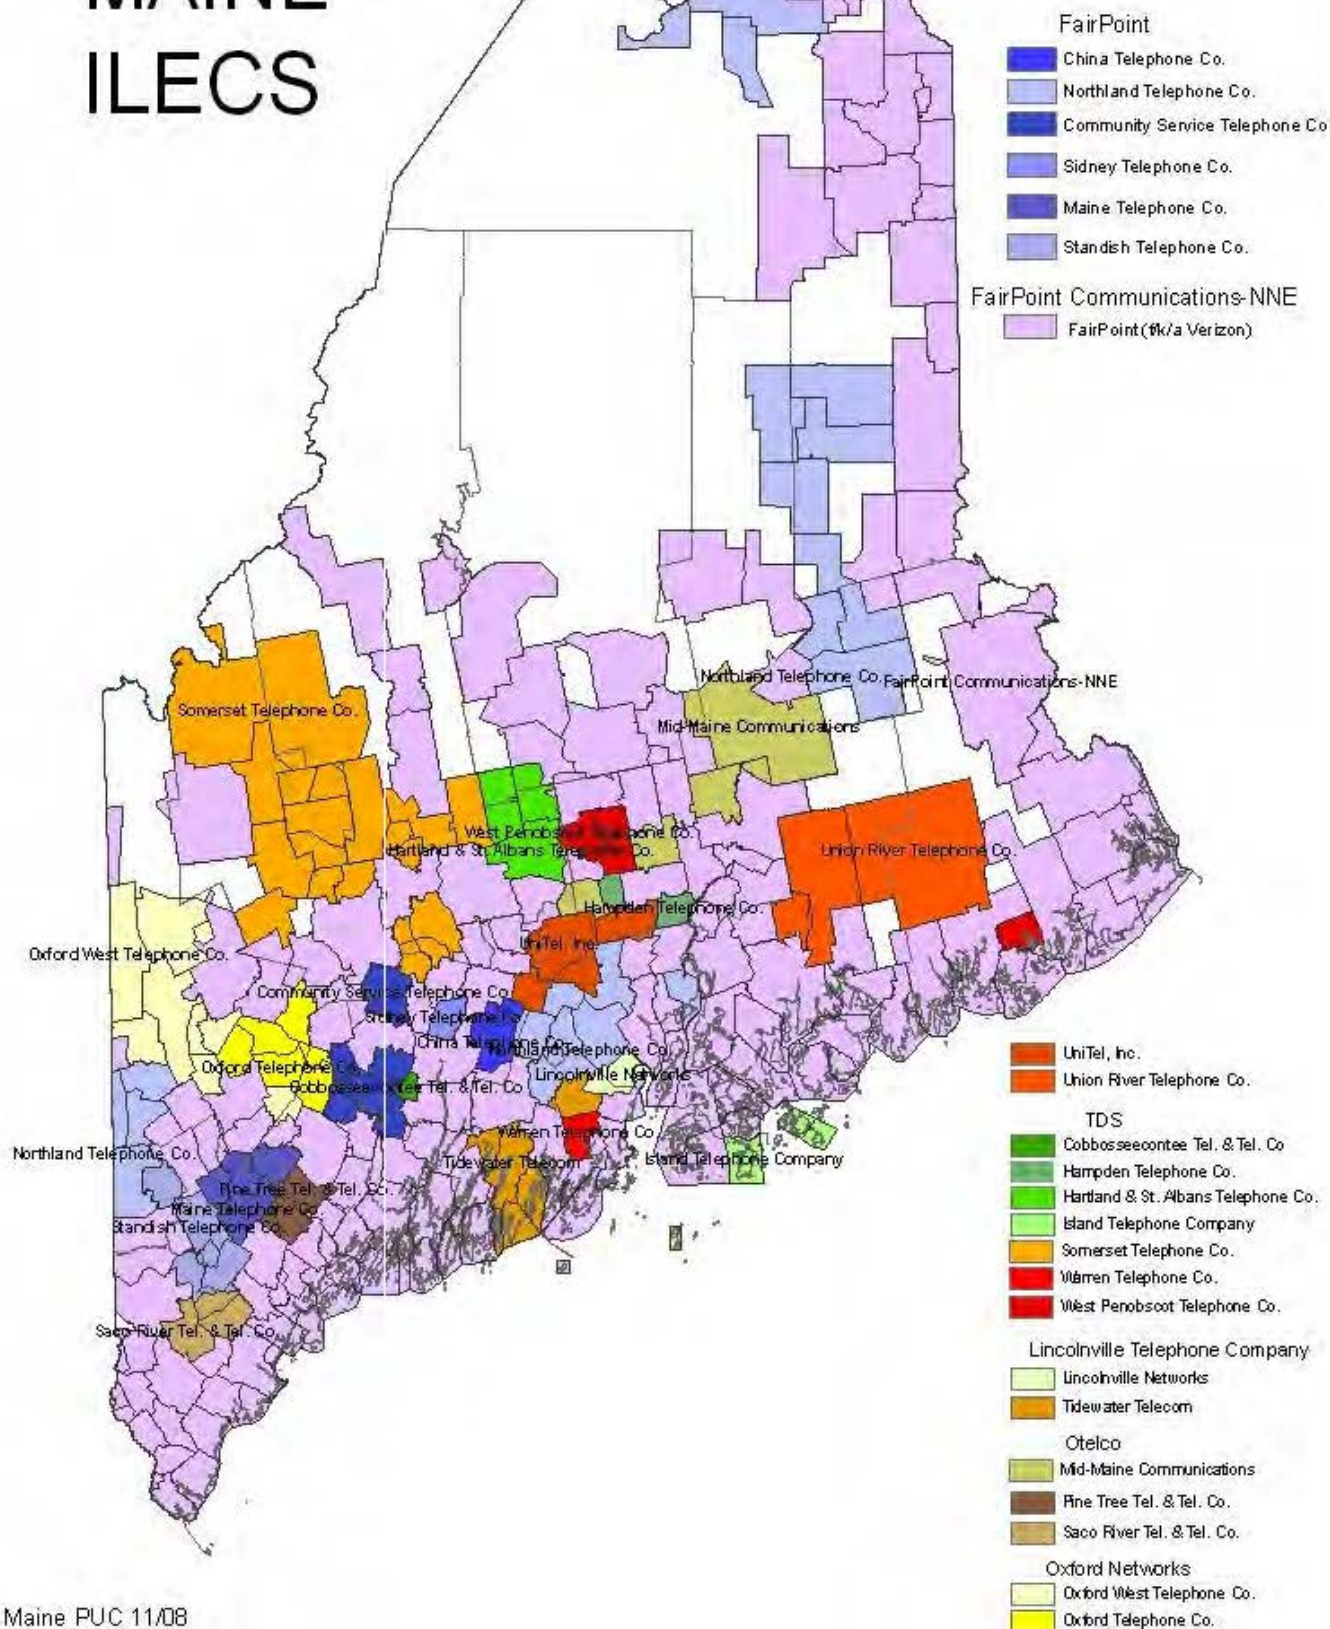 MAINE
ILECS
FairPoint
China Telephone Co.
Northland Telephone Co.
Community Service Telephone Co
Sidney Telephone Co.
Maine Telephone Co.
Standish Telephone Co.
FairPoint Communications-NNE
FairPoint (f/k/a Verizon)
Northland Telephone Co.
FairPoint Communications-NNE
Somerset Telephone Co.
Mid-Maine Communications
West Penobscot Telephone Co.
Hartland & St. Albans Telephone Co.
Union River Telephone Co.
Hampden Telephone Co.
UniTel, Inc.
Oxford West Telephone Co.
Community Service Telephone Co
Sidney Telephone Co
China Telephone Co.
Northland Telephone Co.
Oxford Telephone Co.
Lincolnville Networks
Cobbosseecontee Tel. & Tel. Co
Warren Telephone Co.
Northland Telephone Co.
Tidewater Telecom
Island Telephone Company
Pine Tree Tel. & Tel. Co.
Maine Telephone Co.
Standish Telephone Co.
Saco River Tel. & Tel. Co.
UniTel, Inc.
Union River Telephone Co.
TDS
Cobbosseecontee Tel. & Tel. Co
Hampden Telephone Co.
Hartland & St. Albans Telephone Co.
Island Telephone Company
Somerset Telephone Co.
Warren Telephone Co.
West Penobscot Telephone Co.
Lincolnville Telephone Company
Lincolnville Networks
Tidewater Telecom
Otelco
Mid-Maine Communications
Pine Tree Tel. & Tel. Co.
Saco River Tel. & Tel. Co.
Oxford Networks
Oxford West Telephone Co.
Oxford Telephone Co.
Maine PUC 11/08